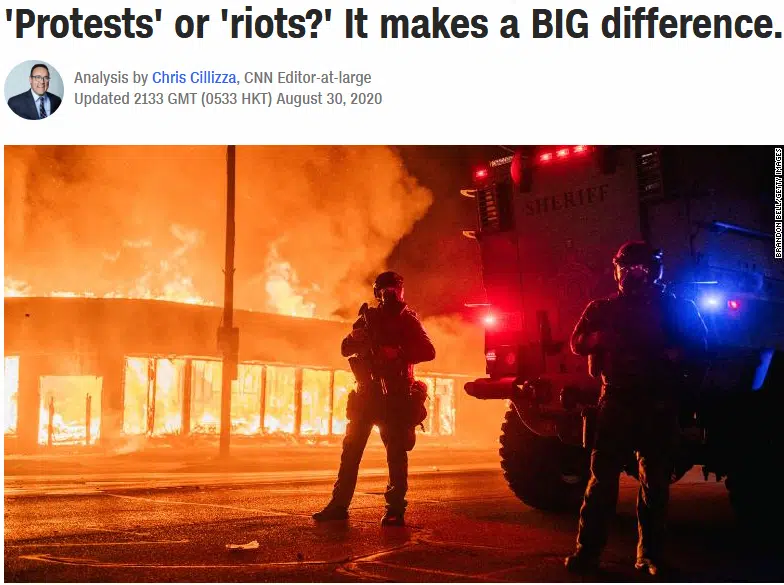 'Protests' or 'riots?' It makes a BIG difference.
Analysis by Chris Cillizza, CNN Editor-at-large
Updated 2133 GMT (0533 HKT) August 30, 2020
BRANDON BELL/GETTY IMAGES
SHERIFF